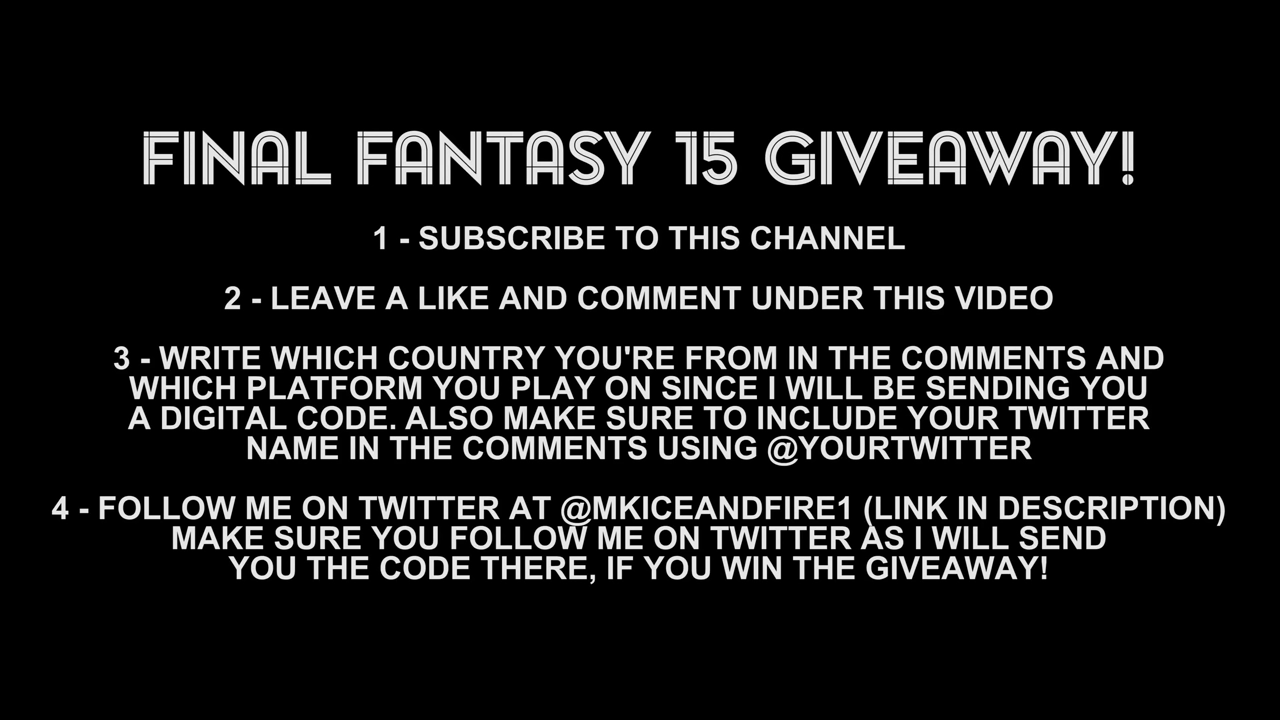 FINAL FANTASY 15 GIVEAWAY!
1 - SUBSCRIBE TO THIS CHANNEL
2 - LEAVE A LIKE AND COMMENT UNDER THIS VIDEO
3 - WRITE WHICH COUNTRY YOU'RE FROM IN THE COMMENTS AND
WHICH PLATFORM YOU PLAY ON SINCE I WILL BE SENDING YOU
A DIGITAL CODE. ALSO MAKE SURE TO INCLUDE YOUR TWITTER
NAME IN THE COMMENTS USING @YOURTWITTER
4 - FOLLOW ME ON TWITTER AT @MKICEANDFIRE1 (LINK IN DESCRIPTION)
MAKE SURE YOU FOLLOW ME ON TWITTER AS I WILL SEND
YOU THE CODE THERE, IF YOU WIN THE GIVEAWAY!